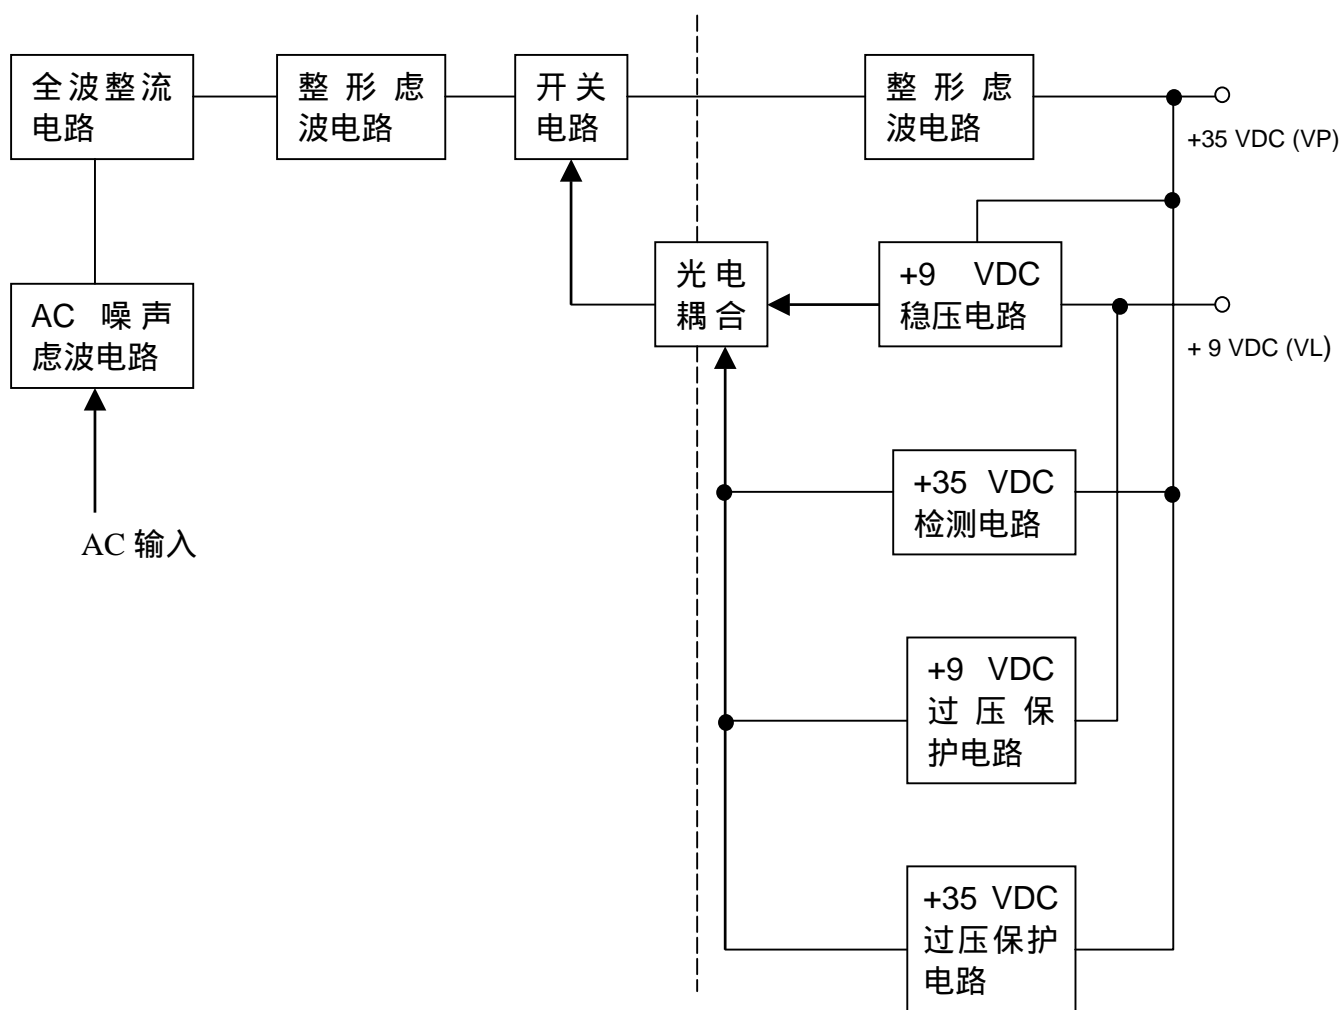 全波整流
电路
整形虑
波电路
开关
电路
整形虑
波电路
+35 VDC (VP)
AC 噪声
虑波电路
光电
耦合
+9 VDC
稳压电路
+ 9 VDC (VL)
+35 VDC
检测电路
AC 输入
+9 VDC
过压保
护电路
+35 VDC
过压保护
电路